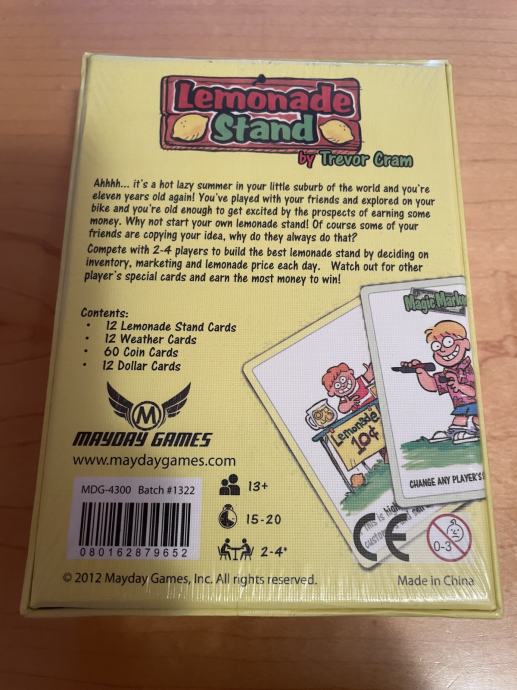 Lemonade
Stand
by Trevor Cram
Ahhhh... it's a hot lazy summer in your little suburb of the world and you're
eleven years old again! You've played with your friends and explored on your
bike and you're old enough to get excited by the prospects of earning some
money. Why not start your own lemonade stand! Of course some of your
friends are copying your idea, why do they always do that?
Compete with 2-4 players to build the best lemonade stand by deciding on
inventory, marketing and lemonade price each day. Watch out for other
player's special cards and earn the most money to win!
Contents:
• 12 Lemonade Stand Cards
• 12 Weather Cards
• 60 Coin Cards
• 12 Dollar Cards
Magic Marke
Lemonade
10¢
CHANGE ANY PLAYER'S
This is high
M
MAYDAY GAMES
www.maydaygames.com
MDG-4300 Batch #1322
080162879652
13+
15-20
2-4*
CE
0-3
© 2012 Mayday Games, Inc. All rights reserved.
Made in China